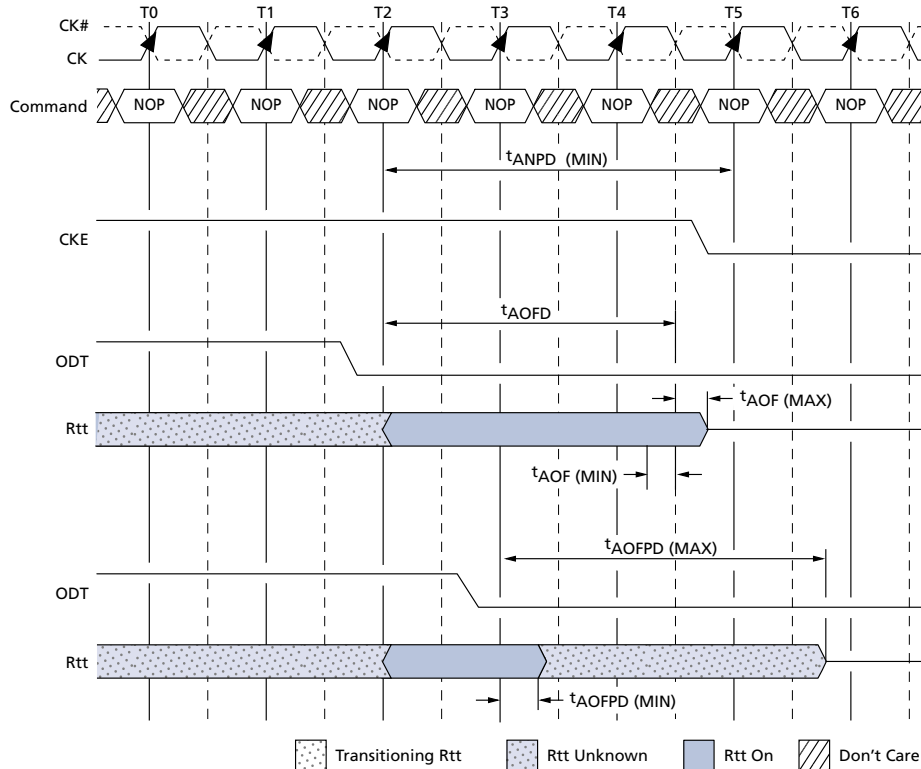 T0 T1 T2 T3 T4 T5 T6
CK#
CK
Command NOP NOP NOP NOP NOP NOP NOP
tANPD (MIN)
CKE
tAOFD
ODT
tAOF (MAX)
Rtt
tAOF (MIN)
tAOFPD (MAX)
ODT
Rtt
tAOFPD (MIN)
Transitioning Rtt Rtt Unknown Rtt On Don't Care